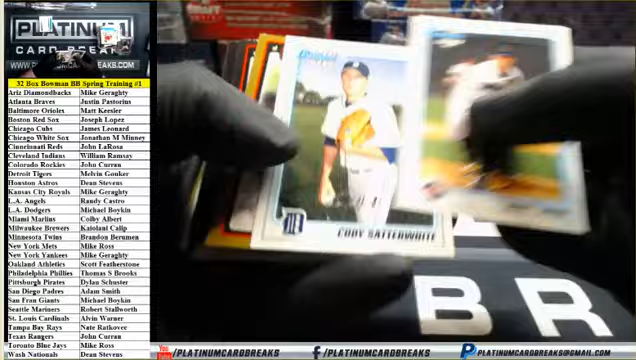 PLATINUM
CARD BREAKS
32 Box Bowman BB Spring Training #1
Ariz Diamondbacks Mike Geraghty
Atlanta Braves Justin Pastorius
Baltimore Orioles Matt Keesler
Boston Red Sox Joseph Lopez
Chicago Cubs James Leonard
Chicago White Sox Jonathan M Minney
Cincinnati Reds John LaRosa
Cleveland Indians William Ramsay
Colorado Rockies John Curran
Detroit Tigers Melvin Gouker
Houston Astros Dean Stevens
Kansas City Royals Mike Geraghty
L.A. Angels Randy Castro
L.A. Dodgers Michael Boykin
Miami Marlins Colby Albert
Milwaukee Brewers Kaiolani Calip
Minnesota Twins Brandon Berumen
New York Mets Mike Ross
New York Yankees Mike Geraghty
Oakland Athletics Scott Featherstone
Philadelphia Phillies Thomas S Brooks
Pittsburgh Pirates Dylan Schuster
San Diego Padres Adam Smith
San Fran Giants Michael Boykin
Seattle Mariners Robert Stallworth
St. Louis Cardinals Alvin Warner
Tampa Bay Rays Nate Ratkovec
Texas Rangers John Curran
Toronto Blue Jays Mike Ross
Wash Nationals Dean Stevens
CODY SATTERWHITE
B R
You Tube /PLATINUMCARDBREAKS
f /PLATINUMCARDBREAKS
PLATINUMCARDBREAKS@GMAIL.COM